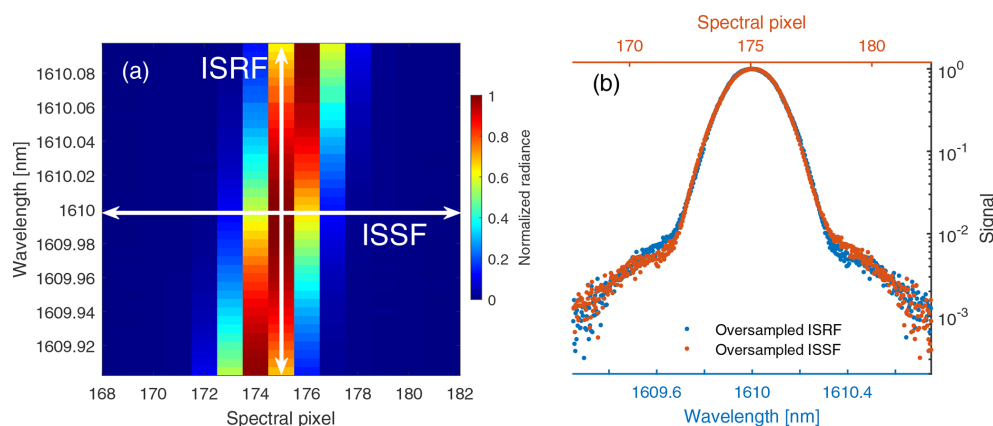 (a)
ISRF
ISSF
1610.08
1610.06
1610.04
1610.02
1610
1609.98
1609.96
1609.94
1609.92
Wavelength [nm]
168 170 172 174 176 178 180 182
Spectral pixel
1
0.8
0.6
0.4
0.2
0
Normalized radiance
Spectral pixel
170 175 180
(b)
10^0
10^-1
10^-2
10^-3
Signal
Oversampled ISRF
Oversampled ISSF
1609.6 1610 1610.4
Wavelength [nm]